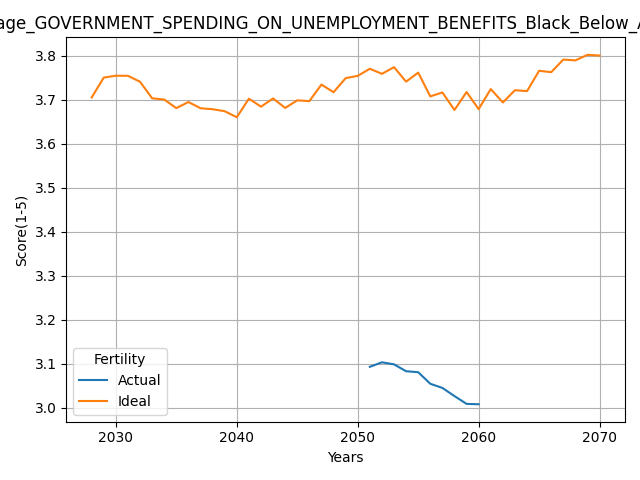 age_GOVERNMENT_SPENDING_ON_UNEMPLOYMENT_BENEFITS_Black_Below_A
3.8
3.7
3.6
3.5
3.4
3.3
3.2
3.1
3.0
Score(1-5)
Fertility
Actual
Ideal
2030 2040 2050 2060 2070
Years